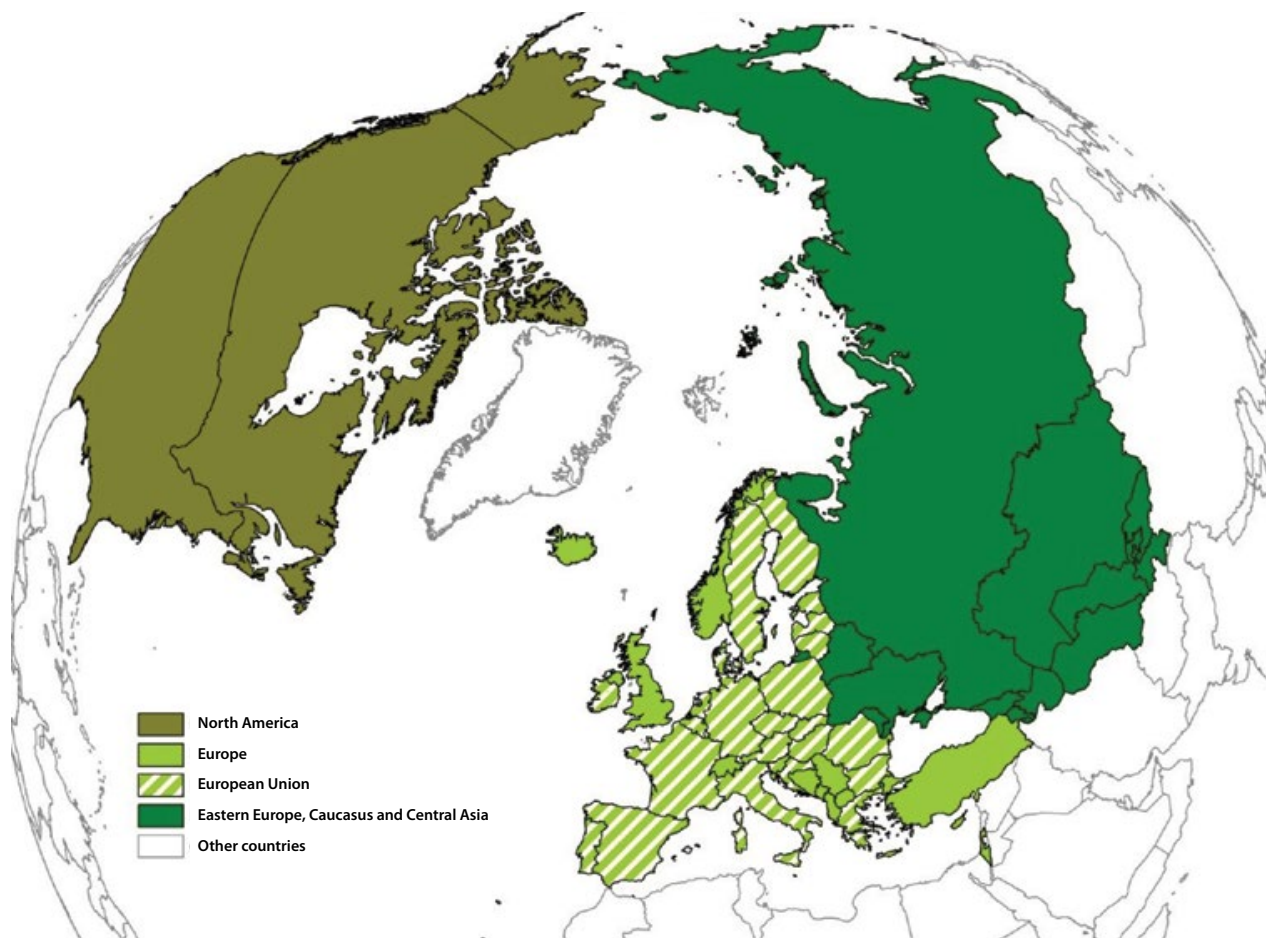 North America
Europe
European Union
Eastern Europe, Caucasus and Central Asia
Other countries